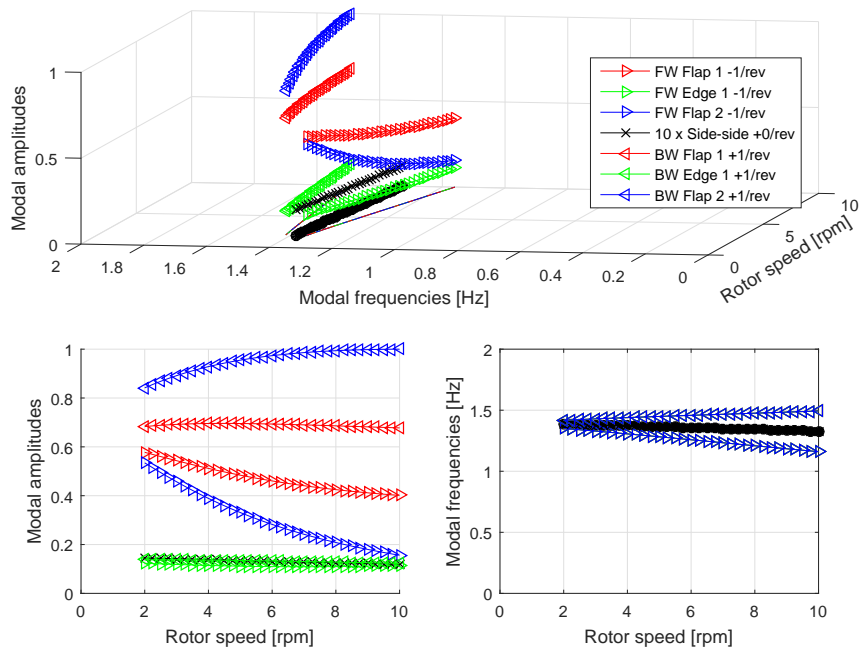 1
0.5
0
Modal amplitudes
2
1.8
1.6
1.4
1.2
1
0.8
0.6
0.4
0.2
0
Modal frequencies [Hz]
0
5
10
Rotor speed [rpm]
FW Flap 1 -1/rev
FW Edge 1 -1/rev
FW Flap 2 -1/rev
10 x Side-side +0/rev
BW Flap 1 +1/rev
BW Edge 1 +1/rev
BW Flap 2 +1/rev
1
0.8
0.6
0.4
0.2
0
Modal amplitudes
0
2
4
6
8
10
Rotor speed [rpm]
2
1.5
1
0.5
0
Modal frequencies [Hz]
0
2
4
6
8
10
Rotor speed [rpm]